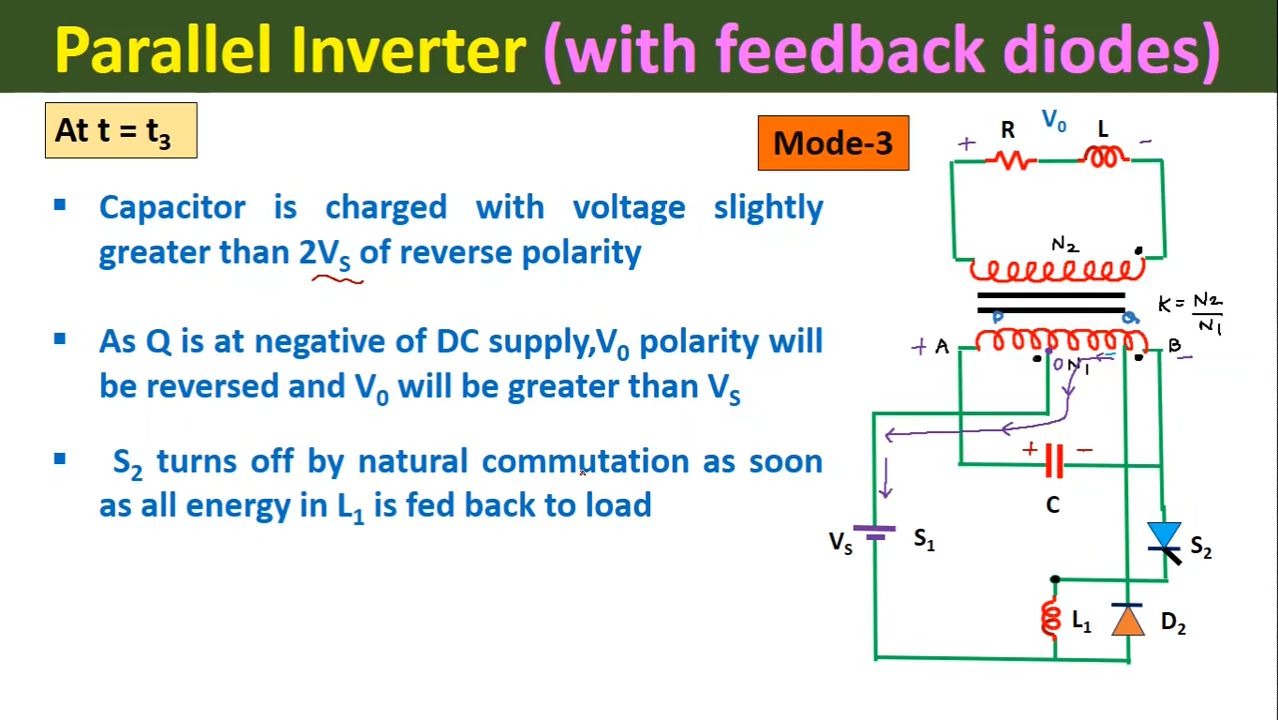 Parallel Inverter (with feedback diodes)
At t = t3
Mode-3
Capacitor is charged with voltage slightly
greater than 2VS of reverse polarity
As Q is at negative of DC supply,V0 polarity will
be reversed and V0 will be greater than VS
S2 turns off by natural commutation as soon
as all energy in L1 is fed back to load
V0
+ R L -
N2
K = N2/N1
P Q
+ A B -
O N1
+ -
C
VS S1 S2
L1 D2